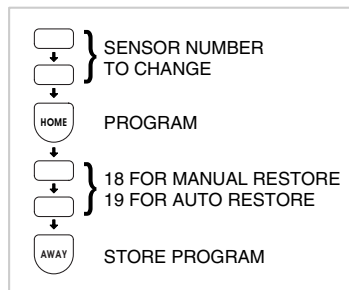 SENSOR NUMBER
TO CHANGE
HOME
PROGRAM
18 FOR MANUAL RESTORE
19 FOR AUTO RESTORE
AWAY
STORE PROGRAM